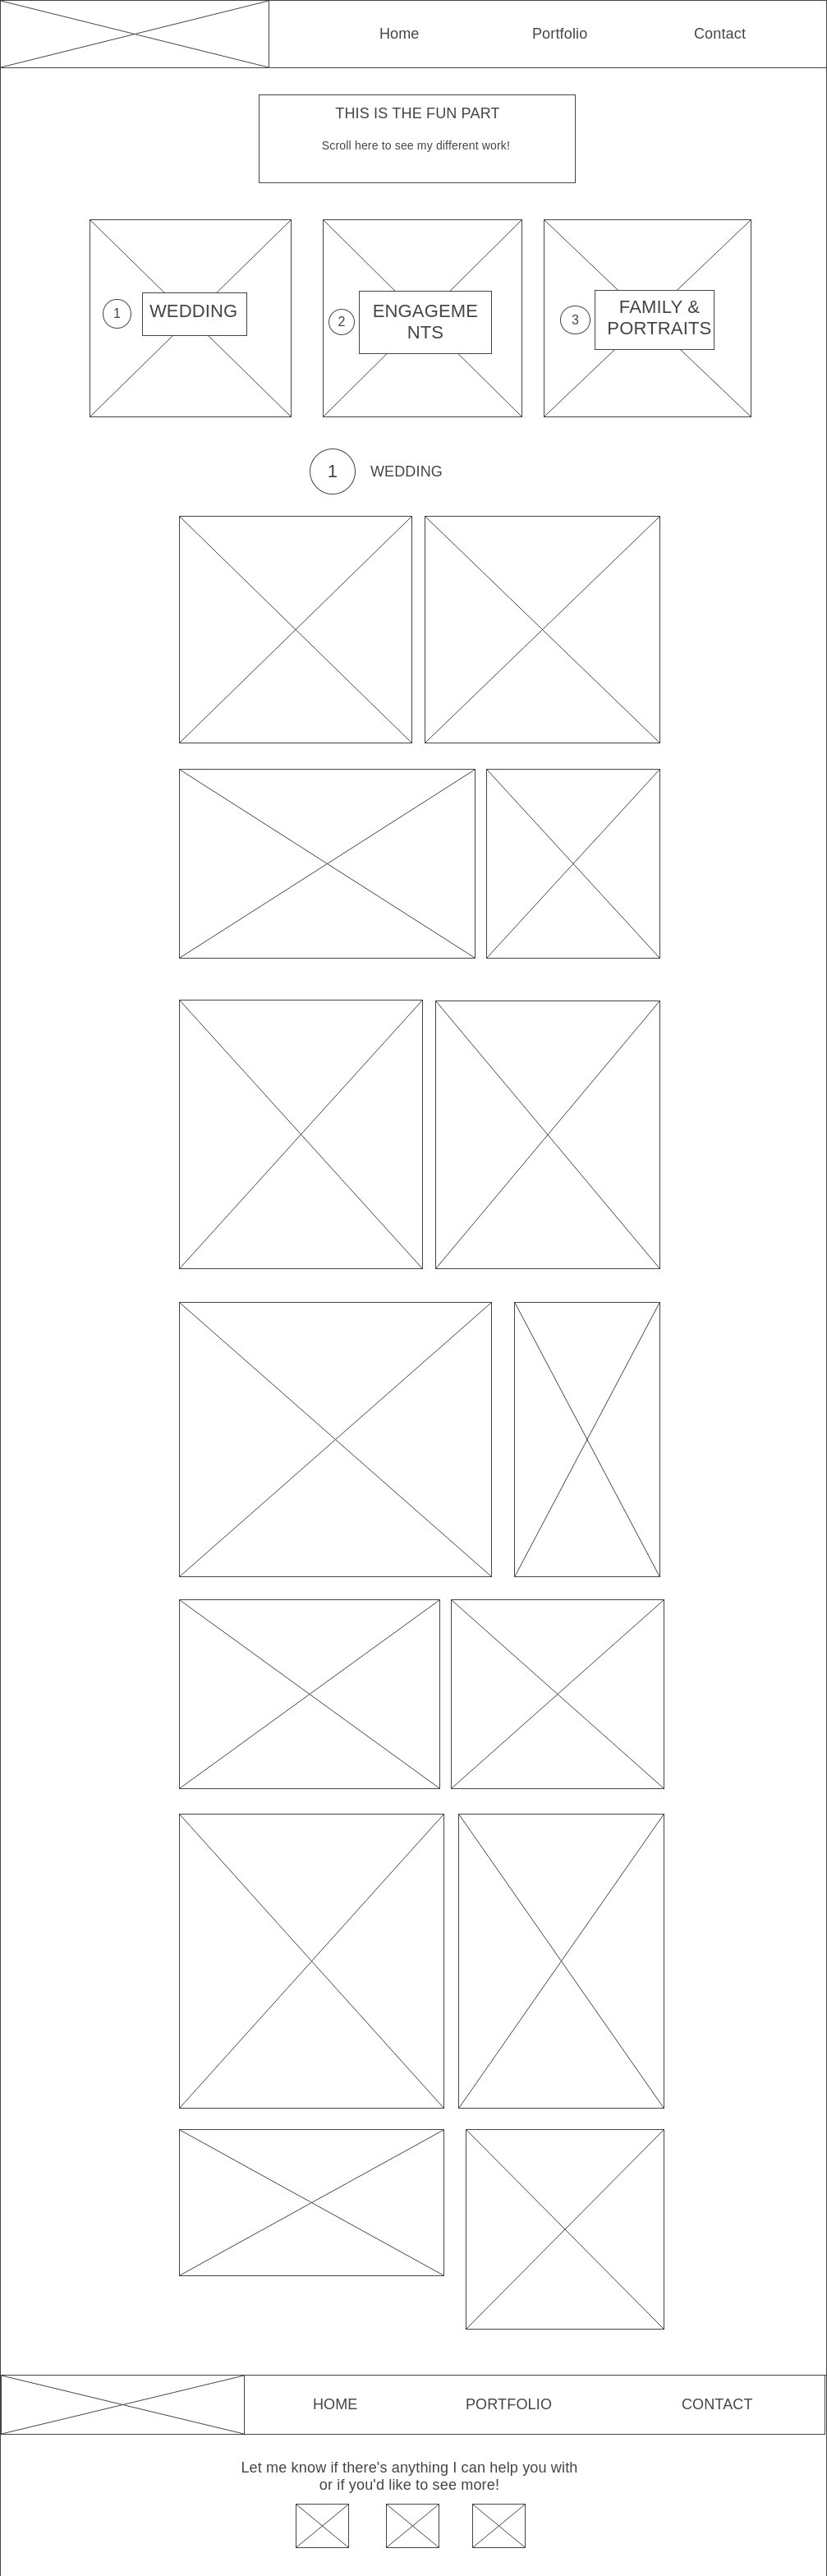 Home Portfolio Contact
THIS IS THE FUN PART
Scroll here to see my different work!
1 WEDDING
2 ENGAGEME
NTS
3 FAMILY &
PORTRAITS
1 WEDDING
HOME PORTFOLIO CONTACT
Let me know if there's anything I can help you with
or if you'd like to see more!